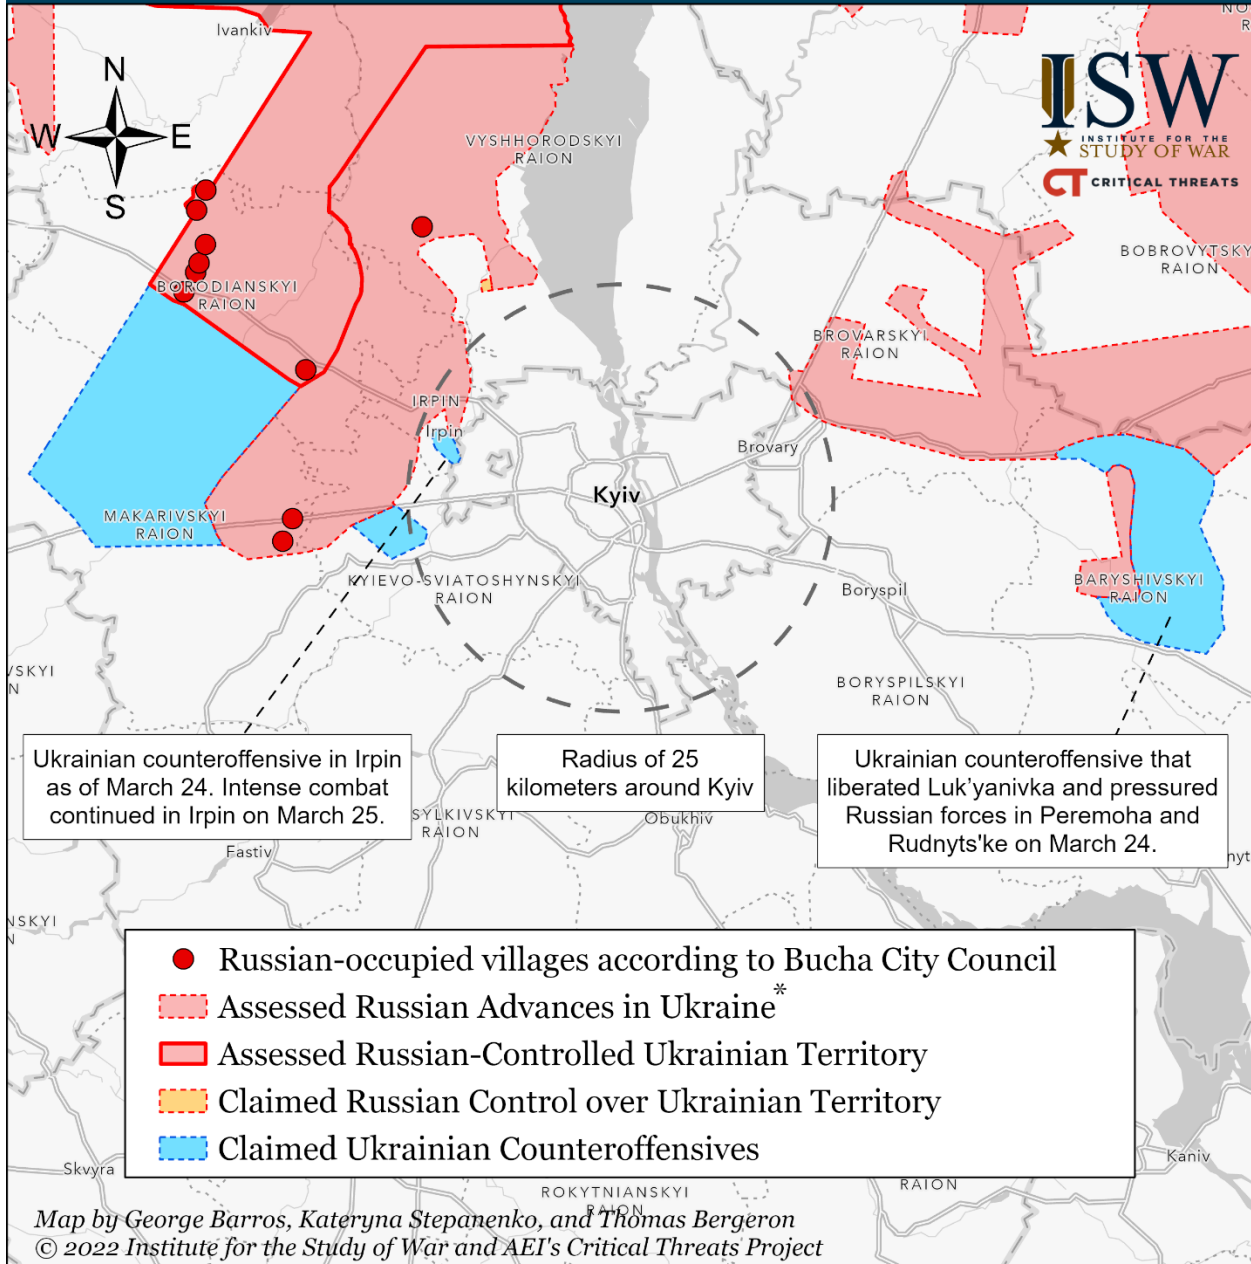 Ivankiv
N
W
E
S
VYSHHORODSKYI
RAION
ISW
INSTITUTE FOR THE
STUDY OF WAR
CT CRITICAL THREATS
BOBROVYTSKY
RAION
BORODIANSKYI
RAION
BROVARSKYI
RAION
IRPIN
Irpin
Brovary
Kyiv
MAKARIVSKYI
RAION
KYIEVO-SVIATOSHYNSKYI
RAION
Boryspil
BARYSHIVSKYI
RAION
VSKYI
N
BORYSPILSKYI
RAION
Ukrainian counteroffensive in Irpin
as of March 24. Intense combat
continued in Irpin on March 25.
Radius of 25
kilometers around Kyiv
Ukrainian counteroffensive that
liberated Luk’yanivka and pressured
Russian forces in Peremoha and
Rudnyts'ke on March 24.
SYLKIVSKYI
RAION
Obukhiv
Fastiv
NSKYI
Russian-occupied villages according to Bucha City Council
Assessed Russian Advances in Ukraine*
Assessed Russian-Controlled Ukrainian Territory
Claimed Russian Control over Ukrainian Territory
Claimed Ukrainian Counteroffensives
Skvyra
Kaniv
RAION
ROKYTNIANSKYI
RAION
Map by George Barros, Kateryna Stepanenko, and Thomas Bergeron
© 2022 Institute for the Study of War and AEI's Critical Threats Project